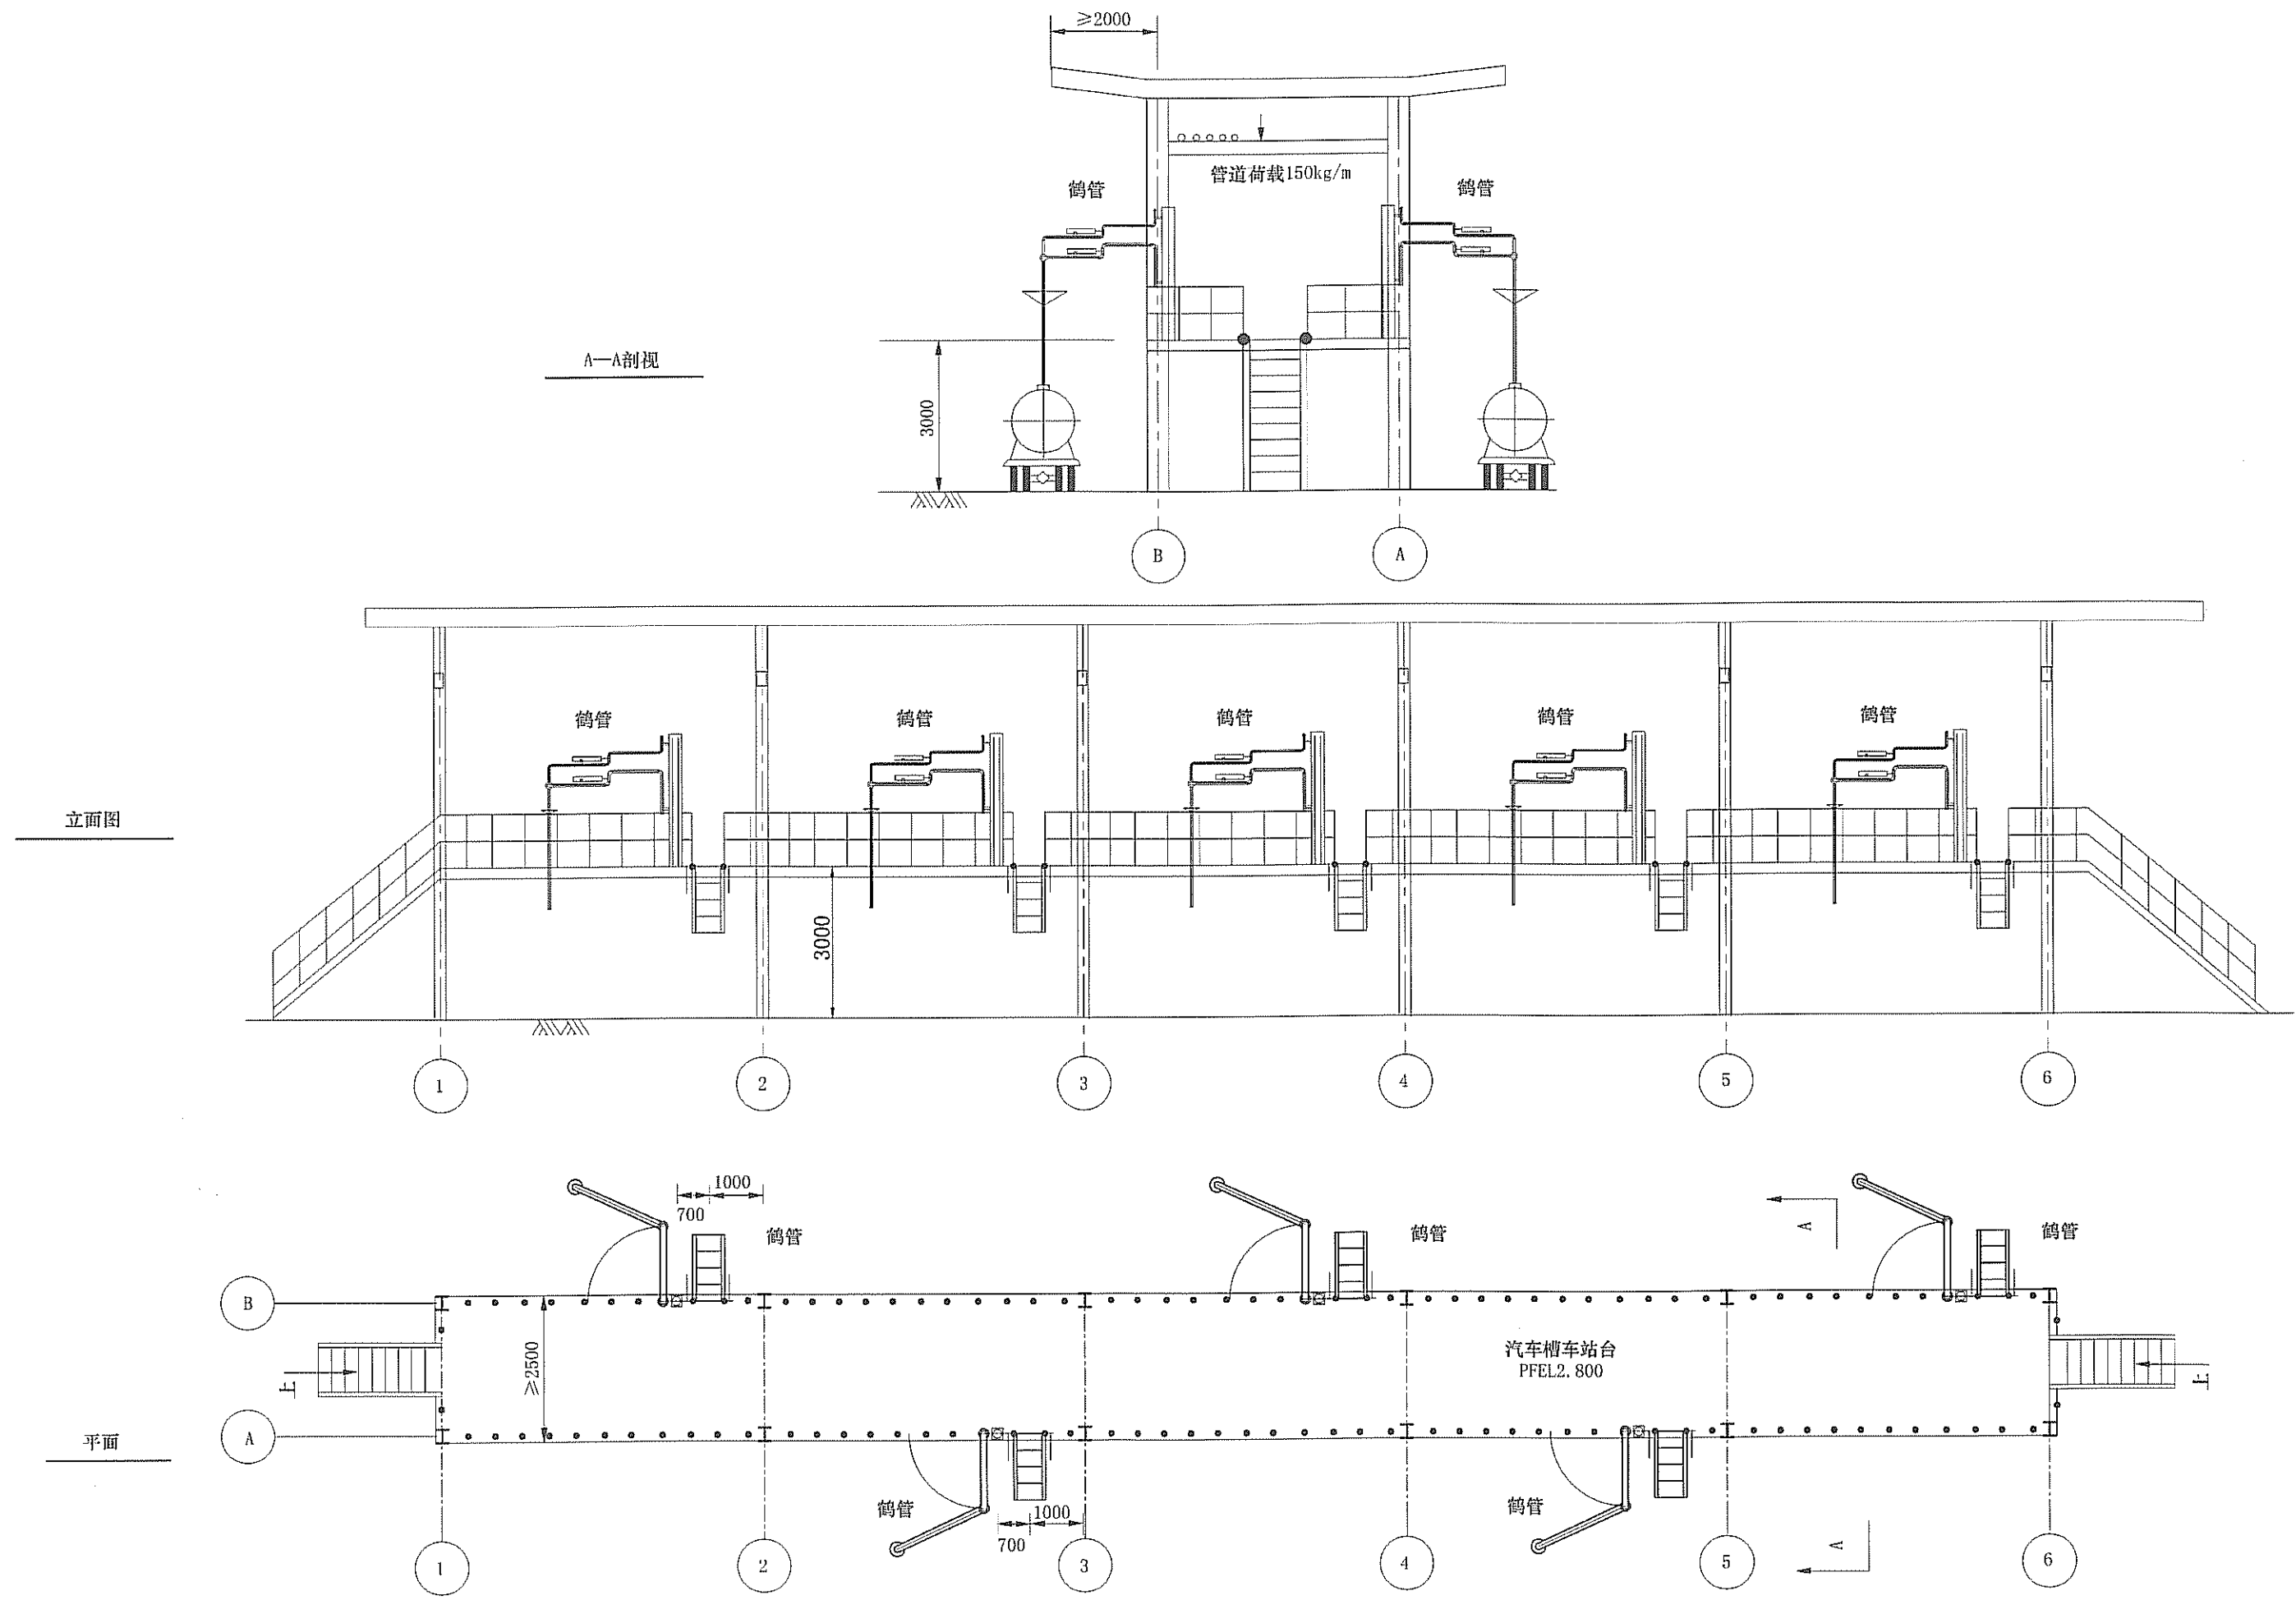 ≥2000
管道荷载150kg/m
鹤管
鹤管
A—A剖视
3000
B
A
鹤管
鹤管
鹤管
鹤管
鹤管
立面图
3000
1
2
3
4
5
6
1000
700
鹤管
鹤管
A
鹤管
B
≥2500
汽车槽车站台
PFEL2.800
上
上
A
平面
鹤管
1000
700
鹤管
A
1
2
3
4
5
6